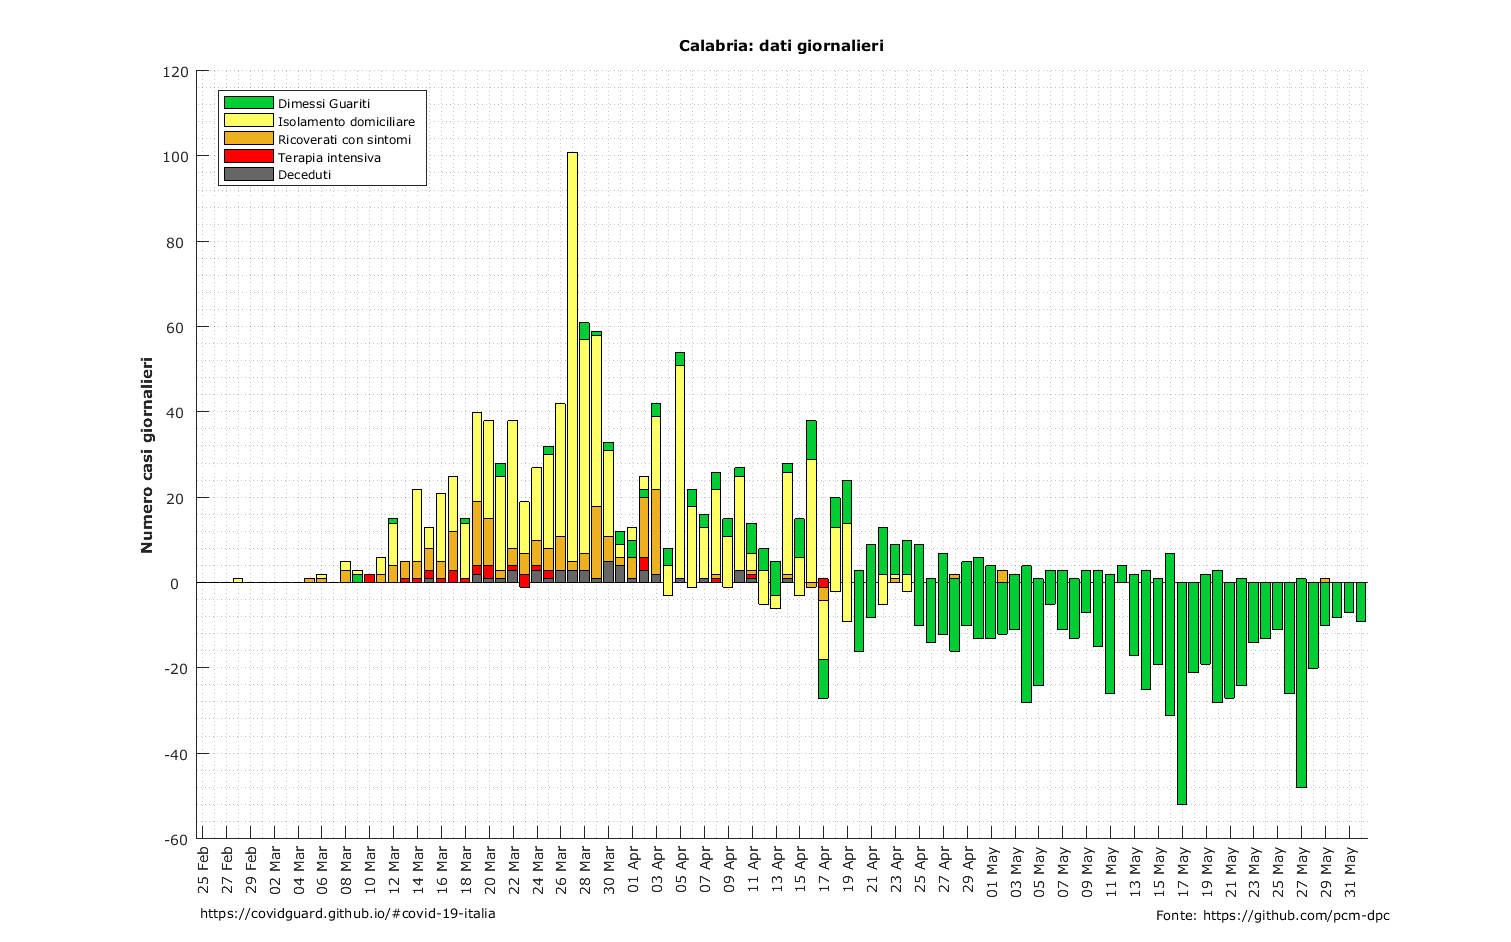 Calabria: dati giornalieri
120
100
80
60
40
20
0
-20
-40
-60
Numero casi giornalieri
Dimessi Guariti
Isolamento domiciliare
Ricoverati con sintomi
Terapia intensiva
Deceduti
25 Feb
27 Feb
29 Feb
02 Mar
04 Mar
06 Mar
08 Mar
10 Mar
12 Mar
14 Mar
16 Mar
18 Mar
20 Mar
22 Mar
24 Mar
26 Mar
28 Mar
30 Mar
01 Apr
03 Apr
05 Apr
07 Apr
09 Apr
11 Apr
13 Apr
15 Apr
17 Apr
19 Apr
21 Apr
23 Apr
25 Apr
27 Apr
29 Apr
01 May
03 May
05 May
07 May
09 May
11 May
13 May
15 May
17 May
19 May
21 May
23 May
25 May
27 May
29 May
31 May
https://covidguard.github.io/#covid-19-italia
Fonte: https://github.com/pcm-dpc